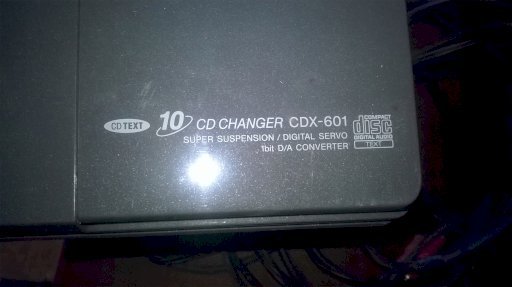 CD TEXT
10 CD CHANGER CDX-601
SUPER SUSPENSION / DIGITAL SERVO
1bit D/A CONVERTER
COMPACT
disc
DIGITAL AUDIO
TEXT